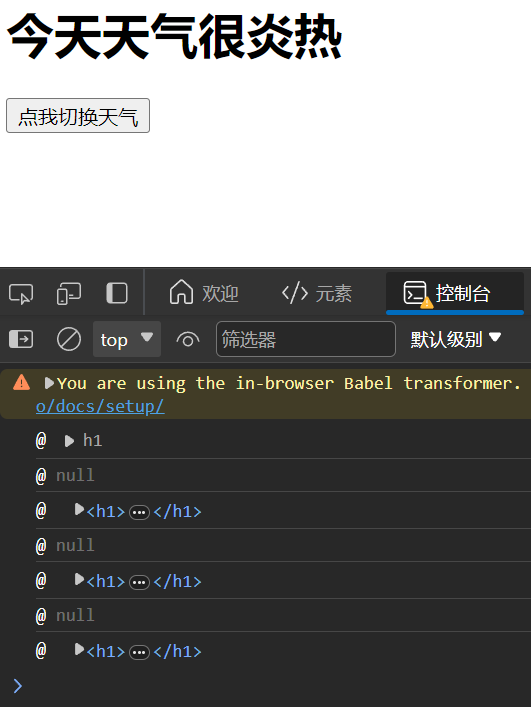 今天天气很炎热
点我切换天气
欢迎
元素
控制台
top
筛选器
默认级别
You are using the in-browser Babel transformer.
o/docs/setup/
@ h1
@ null
@ <h1>…</h1>
@ null
@ <h1>…</h1>
@ null
@ <h1>…</h1>